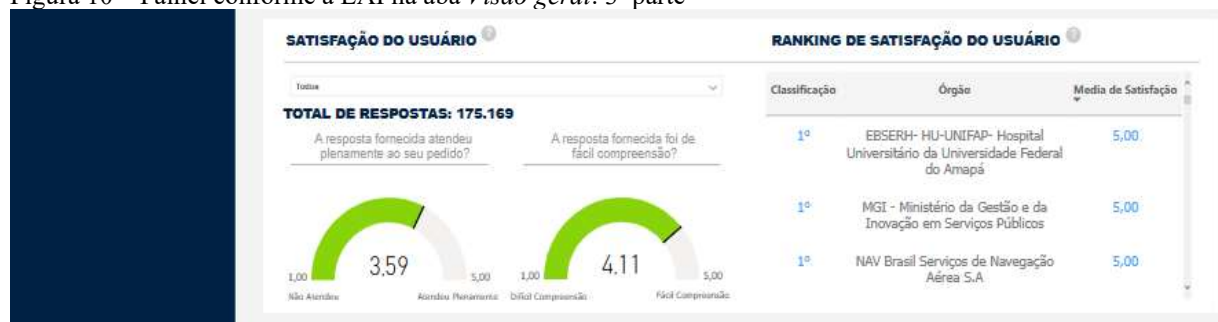 Figura 10 – Painel conforme a LAI na aba Visão geral: 3ª parte
SATISFAÇÃO DO USUÁRIO
Todos
TOTAL DE RESPOSTAS: 175.169
A resposta fornecida atendeu
plenamente ao seu pedido?
3,59
1,00
5,00
Não Atendeu
Atendeu Plenamente
A resposta fornecida foi de
fácil compreensão?
4,11
1,00
5,00
Difícil Compreensão
Fácil Compreensão
RANKING DE SATISFAÇÃO DO USUÁRIO
Classificação Órgão Media de Satisfação
1º EBSERH- HU-UNIFAP- Hospital 5,00
Universitário da Universidade Federal
do Amapá
1º MGI - Ministério da Gestão e da 5,00
Inovação em Serviços Públicos
1º NAV Brasil Serviços de Navegação 5,00
Aérea S.A